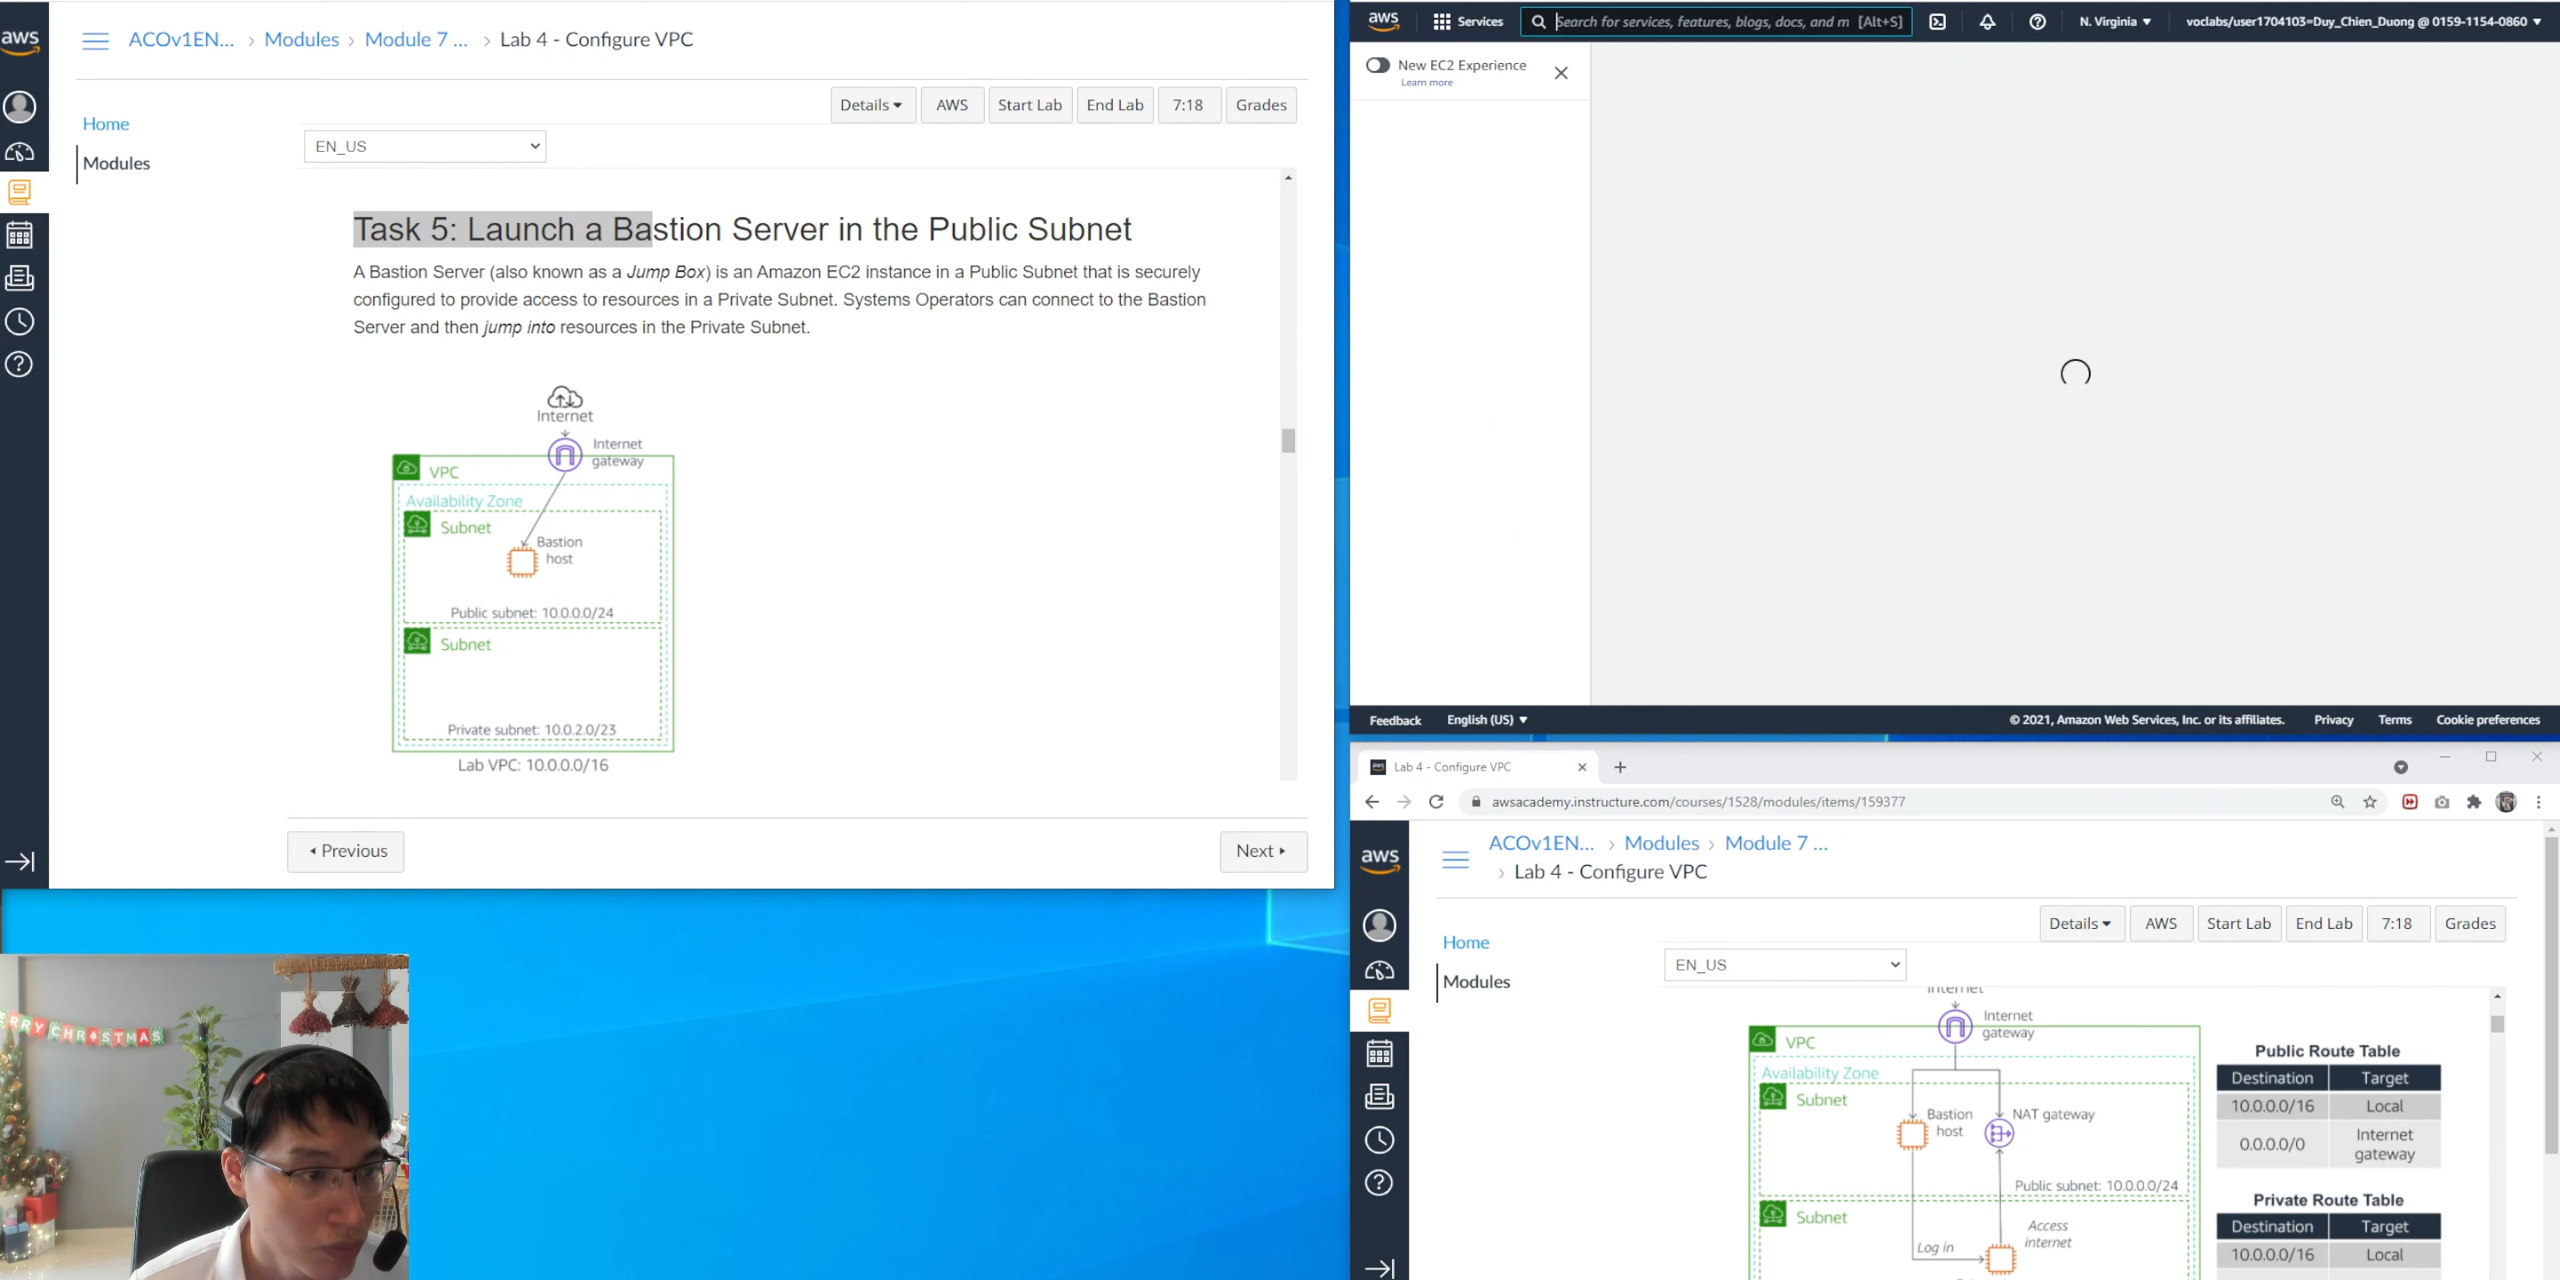 aws
ACOv1EN... › Modules › Module 7 ... › Lab 4 - Configure VPC
Details AWS Start Lab End Lab 7:18 Grades
Home
EN_US
Modules
Task 5: Launch a Bastion Server in the Public Subnet
A Bastion Server (also known as a Jump Box) is an Amazon EC2 instance in a Public Subnet that is securely
configured to provide access to resources in a Private Subnet. Systems Operators can connect to the Bastion
Server and then jump into resources in the Private Subnet.
Internet
Internet
gateway
VPC
Availability Zone
Subnet
Bastion
host
Public subnet: 10.0.0.0/24
Subnet
Private subnet: 10.0.2.0/23
Lab VPC: 10.0.0.0/16
Previous
Next
aws Services Search for services, features, blogs, docs, and m [Alt+S] N. Virginia voclabs/user1704103=Duy_Chien_Duong @ 0159-1154-0860
New EC2 Experience
Learn more
Feedback English (US) © 2021, Amazon Web Services, Inc. or its affiliates. Privacy Terms Cookie preferences
Lab 4 - Configure VPC
awsacademy.instructure.com/courses/1528/modules/items/159377
aws
ACOv1EN... › Modules › Module 7 ...
› Lab 4 - Configure VPC
Details AWS Start Lab End Lab 7:18 Grades
Home
EN_US
Modules
Internet
Internet
gateway
VPC
Availability Zone
Subnet
Bastion
host
NAT gateway
Public subnet: 10.0.0.0/24
Subnet
Access
internet
Log in
Public Route Table
Destination Target
10.0.0.0/16 Local
0.0.0.0/0 Internet
gateway
Private Route Table
Destination Target
10.0.0.0/16 Local
CHRISTMAS